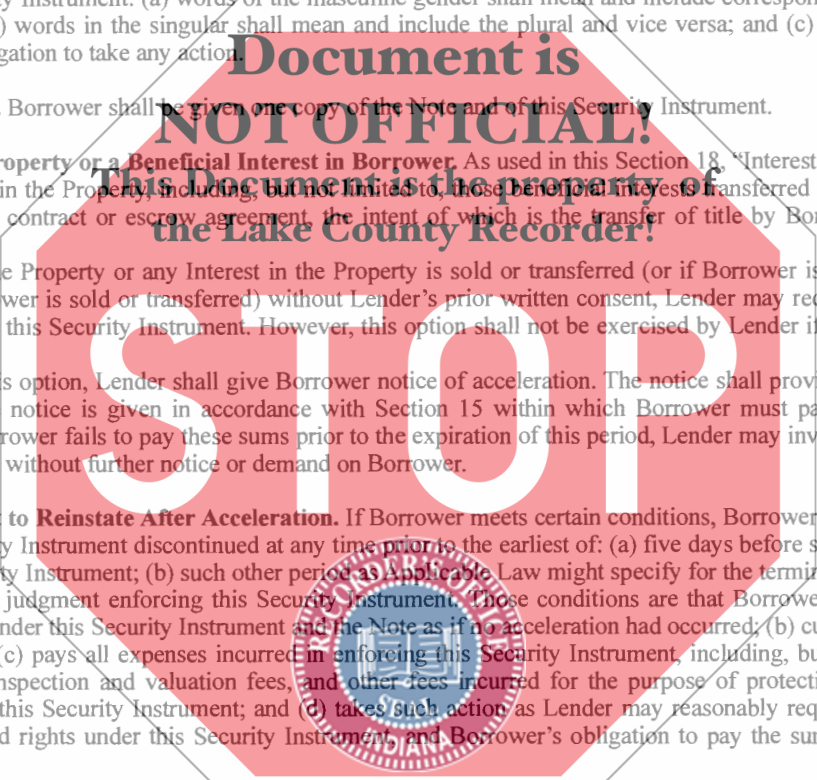 y Instrument: (a) words of the masculine gender shall mean and include correspon
) words in the singular shall mean and include the plural and vice versa; and (c)
gation to take any action.
Document is
. Borrower shall be given one copy of the Note and of this Security Instrument.
NOT OFFICIAL!
roperty or a Beneficial Interest in Borrower. As used in this Section 18, “Interest
This Document is the property of
in the Property, including, but not limited to, those beneficial interests transferred
contract or escrow agreement, the intent of which is the transfer of title by Bor
the Lake County Recorder!
e Property or any Interest in the Property is sold or transferred (or if Borrower is
wer is sold or transferred) without Lender’s prior written consent, Lender may req
this Security Instrument. However, this option shall not be exercised by Lender if
STOP
is option, Lender shall give Borrower notice of acceleration. The notice shall provi
notice is given in accordance with Section 15 within which Borrower must pa
rower fails to pay these sums prior to the expiration of this period, Lender may inv
without further notice or demand on Borrower.
t to Reinstate After Acceleration. If Borrower meets certain conditions, Borrower
y Instrument discontinued at any time prior to the earliest of: (a) five days before s
ty Instrument; (b) such other period as Applicable Law might specify for the termin
judgment enforcing this Security Instrument. Those conditions are that Borrowe
nder this Security Instrument and the Note as if no acceleration had occurred; (b) cu
(c) pays all expenses incurred in enforcing this Security Instrument, including, bu
nspection and valuation fees, and other fees incurred for the purpose of protecti
this Security Instrument; and (d) takes such action as Lender may reasonably req
d rights under this Security Instrument, and Borrower’s obligation to pay the sum
RECORDER'S OFFICE
SEAL
INDIANA